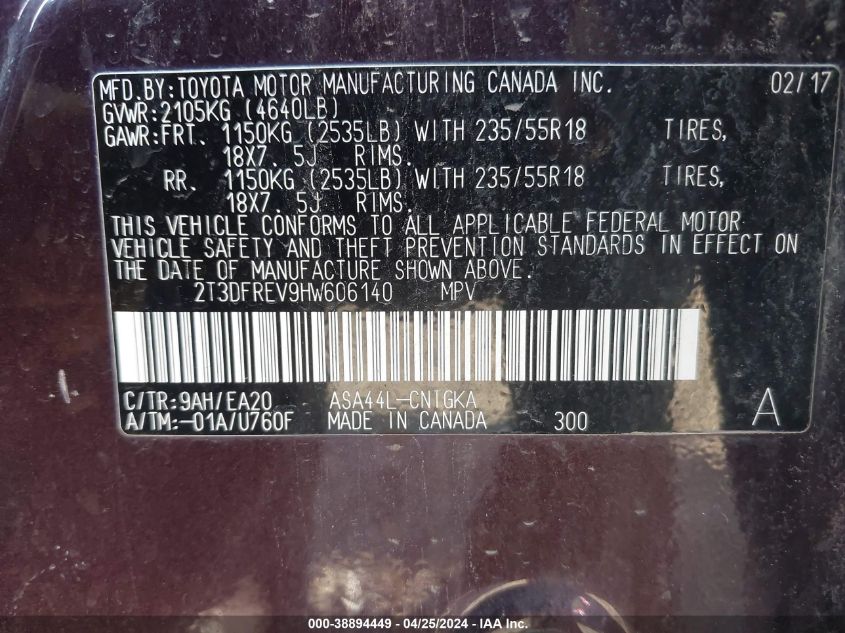 MFD.BY:TOYOTA MOTOR MANUFACTURING CANADA INC. 02/17
GVWR:2105KG (4640LB)
GAWR:FRT. 1150KG (2535LB) WITH 235/55R18 TIRES,
18X7. 5J RIMS.
RR. 1150KG (2535LB) WITH 235/55R18 TIRES,
18X7. 5J RIMS.
THIS VEHICLE CONFORMS TO ALL APPLICABLE FEDERAL MOTOR
VEHICLE SAFETY AND THEFT PREVENTION STANDARDS IN EFFECT ON
THE DATE OF MANUFACTURE SHOWN ABOVE.
2T3DFREV9HW606140 MPV
C/TR:9AH/EA20 ASA44L-CNTGKA A
A/TM:-01A/U760F MADE IN CANADA 300
000-38894449 - 04/25/2024 - IAA Inc.